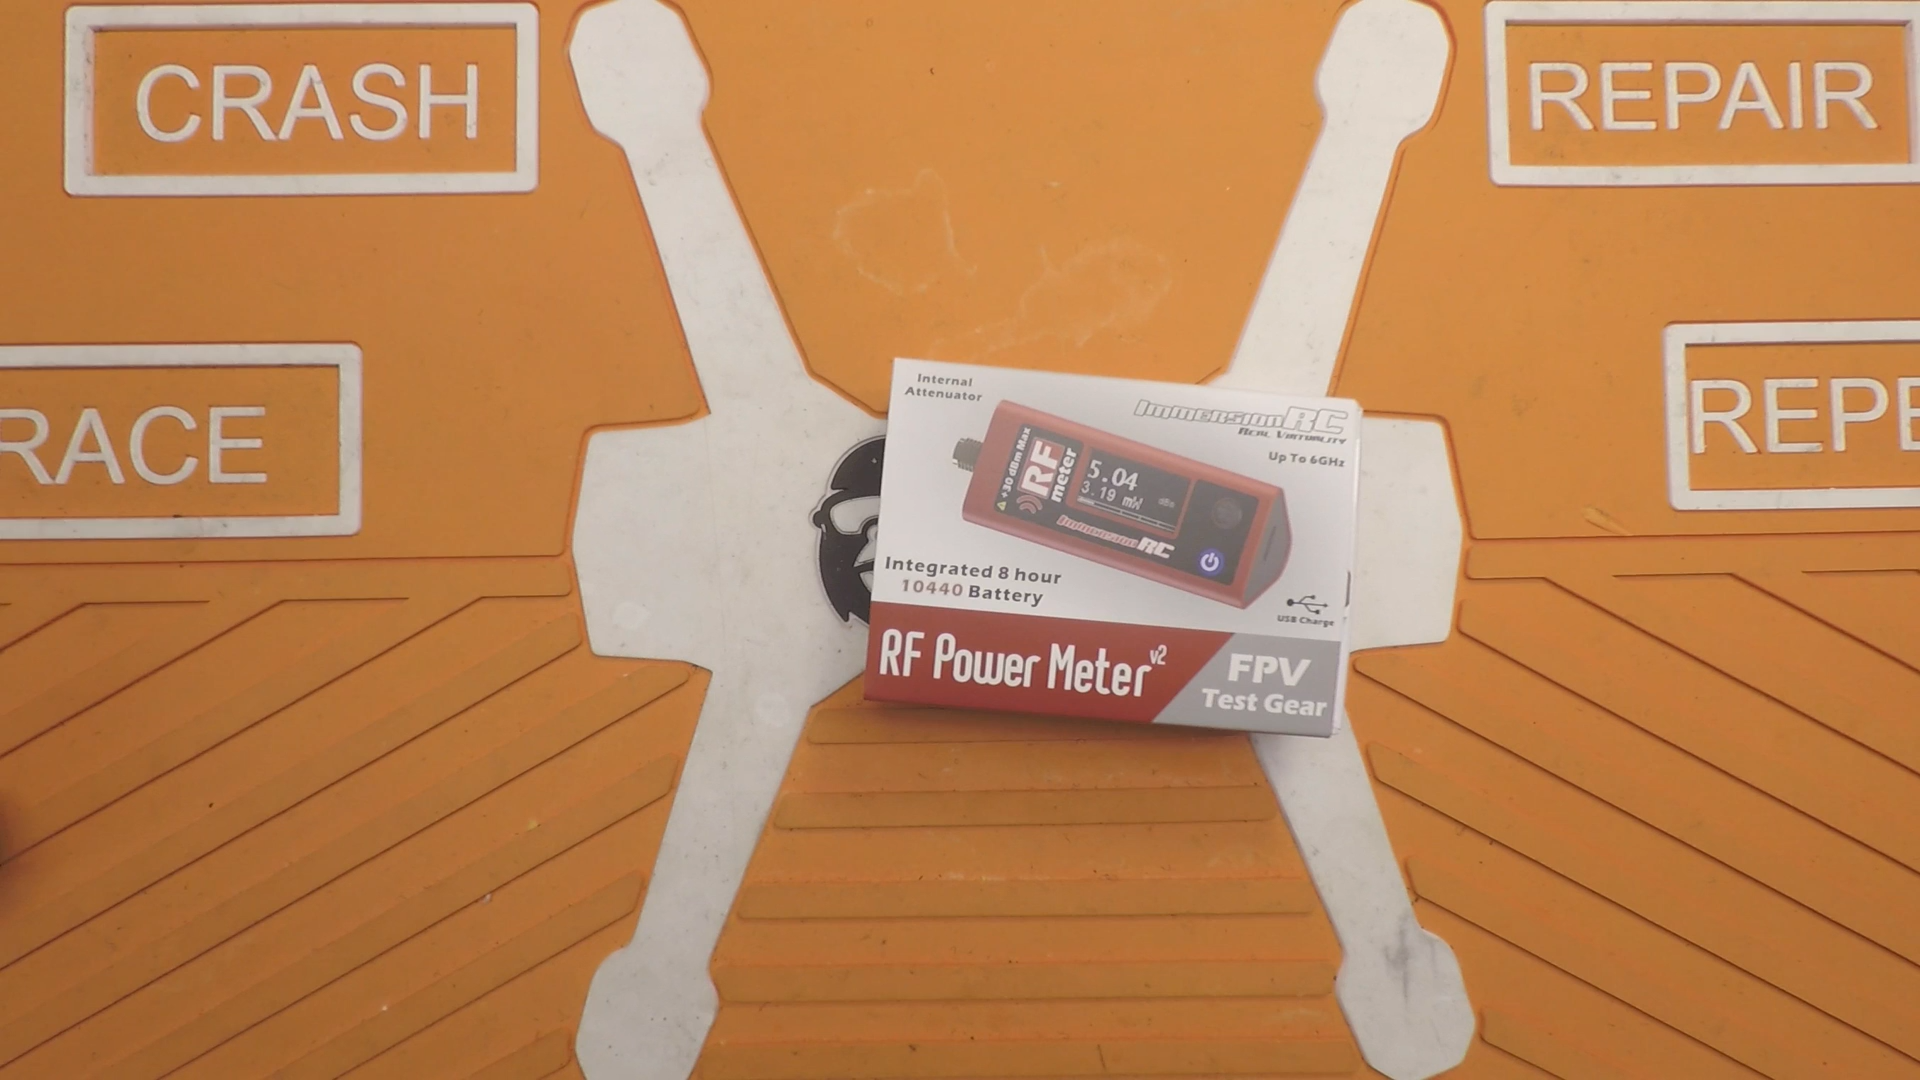 CRASH
REPAIR
RACE
REPE
Internal
Attenuator
ImmersionRC
Real Virtuality
Up To 6GHz
+30 dBm Max
RF
meter
5.04
3.19 mW
dBm
ImmersionRC
Integrated 8 hour
10440 Battery
USB Charge
RF Power Meter v2
FPV
Test Gear